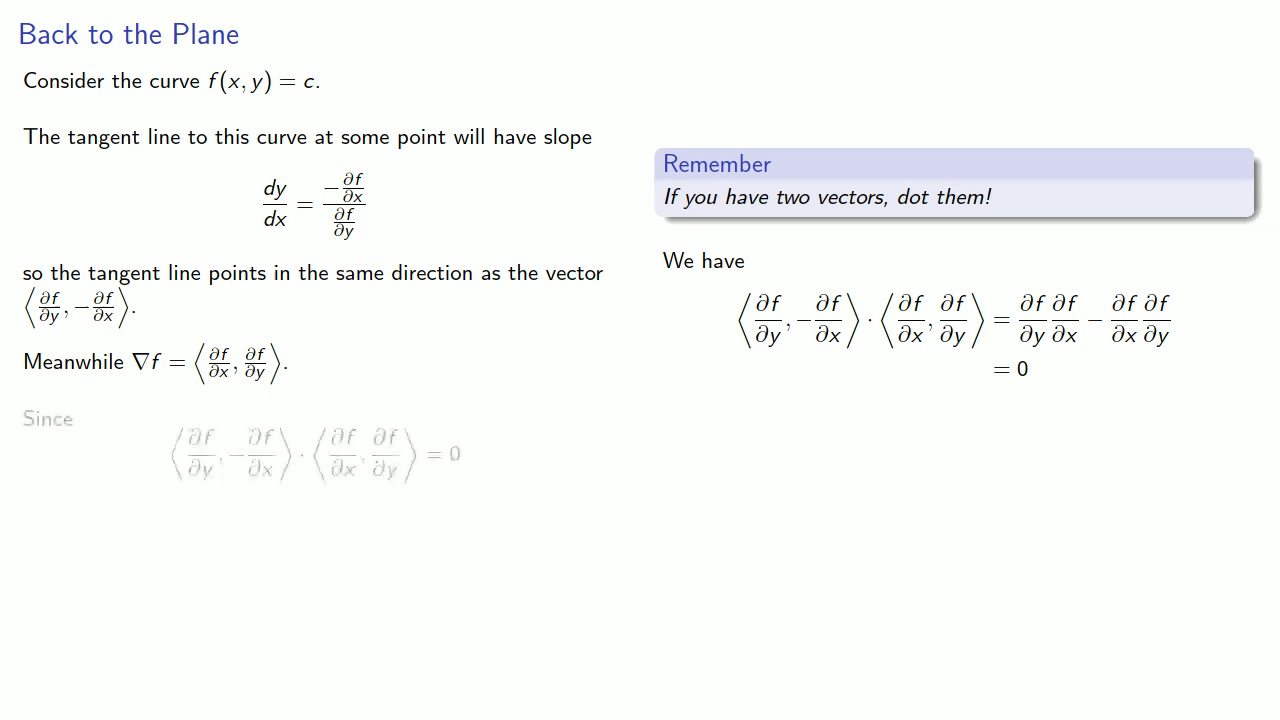 Back to the Plane
Consider the curve f(x, y) = c.
The tangent line to this curve at some point will have slope
dy/dx = (−∂f/∂x)/(∂f/∂y)
so the tangent line points in the same direction as the vector
⟨∂f/∂y, −∂f/∂x⟩.
Meanwhile ∇f = ⟨∂f/∂x, ∂f/∂y⟩.
Since
⟨∂f/∂y, −∂f/∂x⟩ · ⟨∂f/∂x, ∂f/∂y⟩ = 0
Remember
If you have two vectors, dot them!
We have
⟨∂f/∂y, −∂f/∂x⟩ · ⟨∂f/∂x, ∂f/∂y⟩ = ∂f/∂y ∂f/∂x − ∂f/∂x ∂f/∂y
= 0